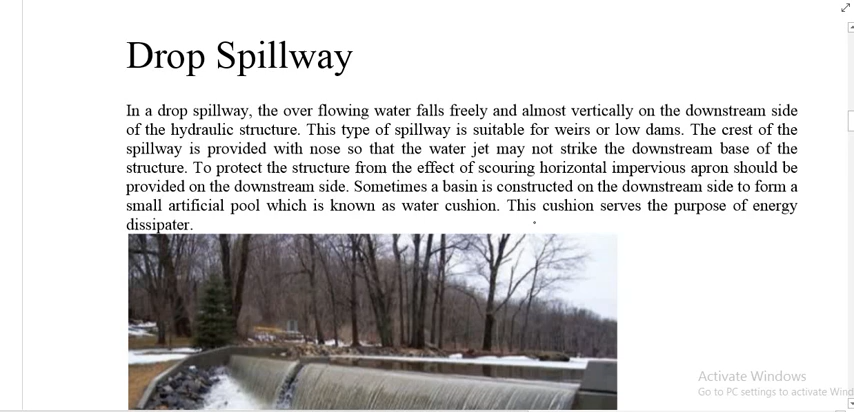 Drop Spillway
In a drop spillway, the over flowing water falls freely and almost vertically on the downstream side
of the hydraulic structure. This type of spillway is suitable for weirs or low dams. The crest of the
spillway is provided with nose so that the water jet may not strike the downstream base of the
structure. To protect the structure from the effect of scouring horizontal impervious apron should be
provided on the downstream side. Sometimes a basin is constructed on the downstream side to form a
small artificial pool which is known as water cushion. This cushion serves the purpose of energy
dissipater.
Activate Windows
Go to PC settings to activate Wind